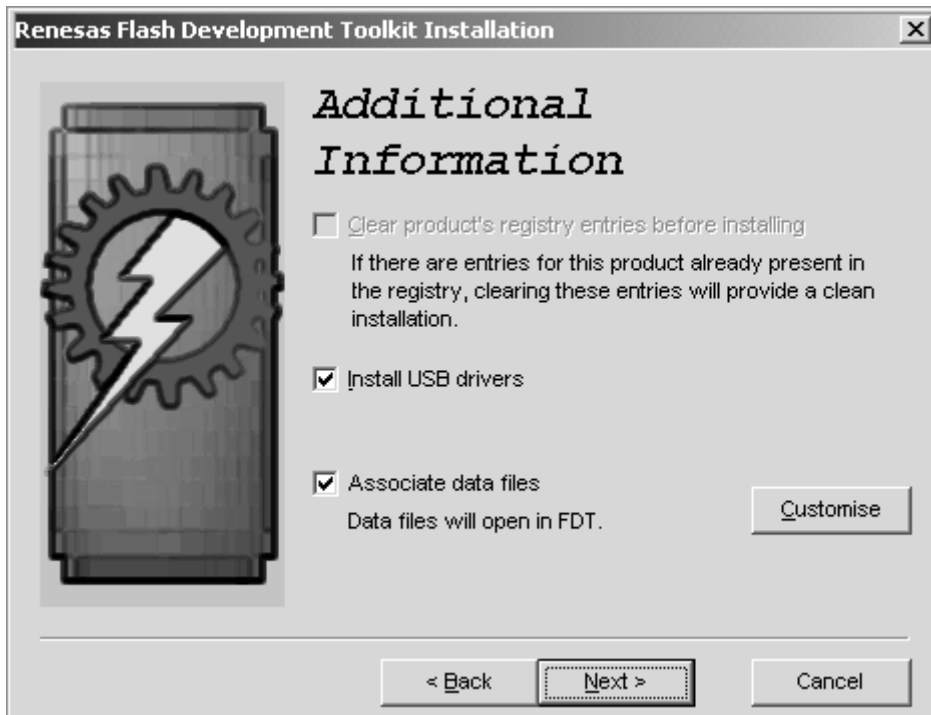 Renesas Flash Development Toolkit Installation
Additional
Information
Clear product's registry entries before installing
If there are entries for this product already present in
the registry, clearing these entries will provide a clean
installation.
Install USB drivers
Associate data files
Data files will open in FDT.
Customise
< Back
Next >
Cancel